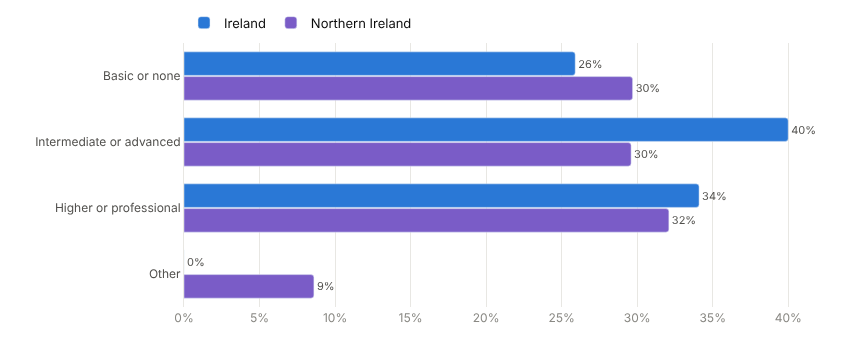 Ireland Northern Ireland
Basic or none
26%
30%
Intermediate or advanced
40%
30%
Higher or professional
34%
32%
Other
0%
9%
0% 5% 10% 15% 20% 25% 30% 35% 40%